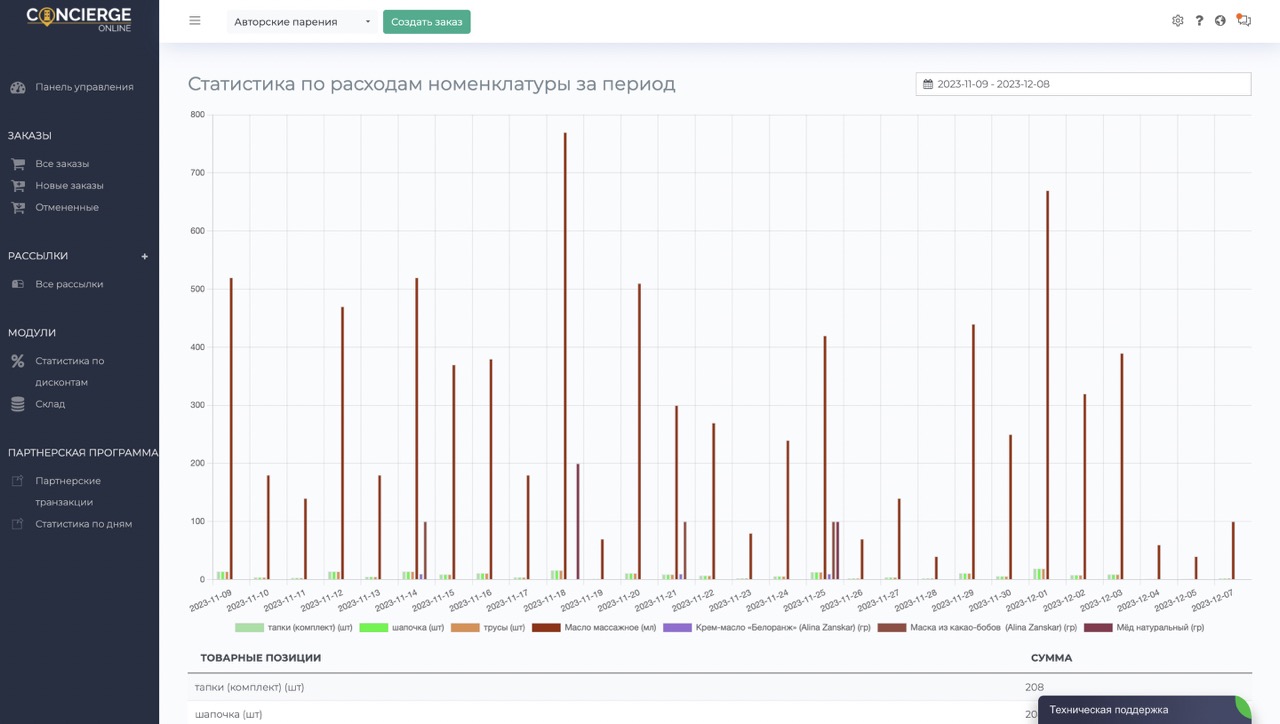 CONCIERGE
ONLINE
Авторские парения
Создать заказ
Панель управления
ЗАКАЗЫ
Все заказы
Новые заказы
Отмененные
РАССЫЛКИ +
Все рассылки
МОДУЛИ
Статистика по
дисконтам
Склад
ПАРТНЕРСКАЯ ПРОГРАММА
Партнерские
транзакции
Статистика по дням
Статистика по расходам номенклатуры за период
2023-11-09 - 2023-12-08
800
700
600
500
400
300
200
100
0
2023-11-09
2023-11-10
2023-11-11
2023-11-12
2023-11-13
2023-11-14
2023-11-15
2023-11-16
2023-11-17
2023-11-18
2023-11-19
2023-11-20
2023-11-21
2023-11-22
2023-11-23
2023-11-24
2023-11-25
2023-11-26
2023-11-27
2023-11-28
2023-11-29
2023-11-30
2023-12-01
2023-12-02
2023-12-03
2023-12-04
2023-12-05
2023-12-07
тапки (комплект) (шт) шапочка (шт) трусы (шт) Масло массажное (мл) Крем-масло «Белоранж» (Alina Zanskar) (гр) Маска из какао-бобов (Alina Zanskar) (гр) Мёд натуральный (гр)
ТОВАРНЫЕ ПОЗИЦИИ СУММА
тапки (комплект) (шт) 208
шапочка (шт) 20
Техническая поддержка